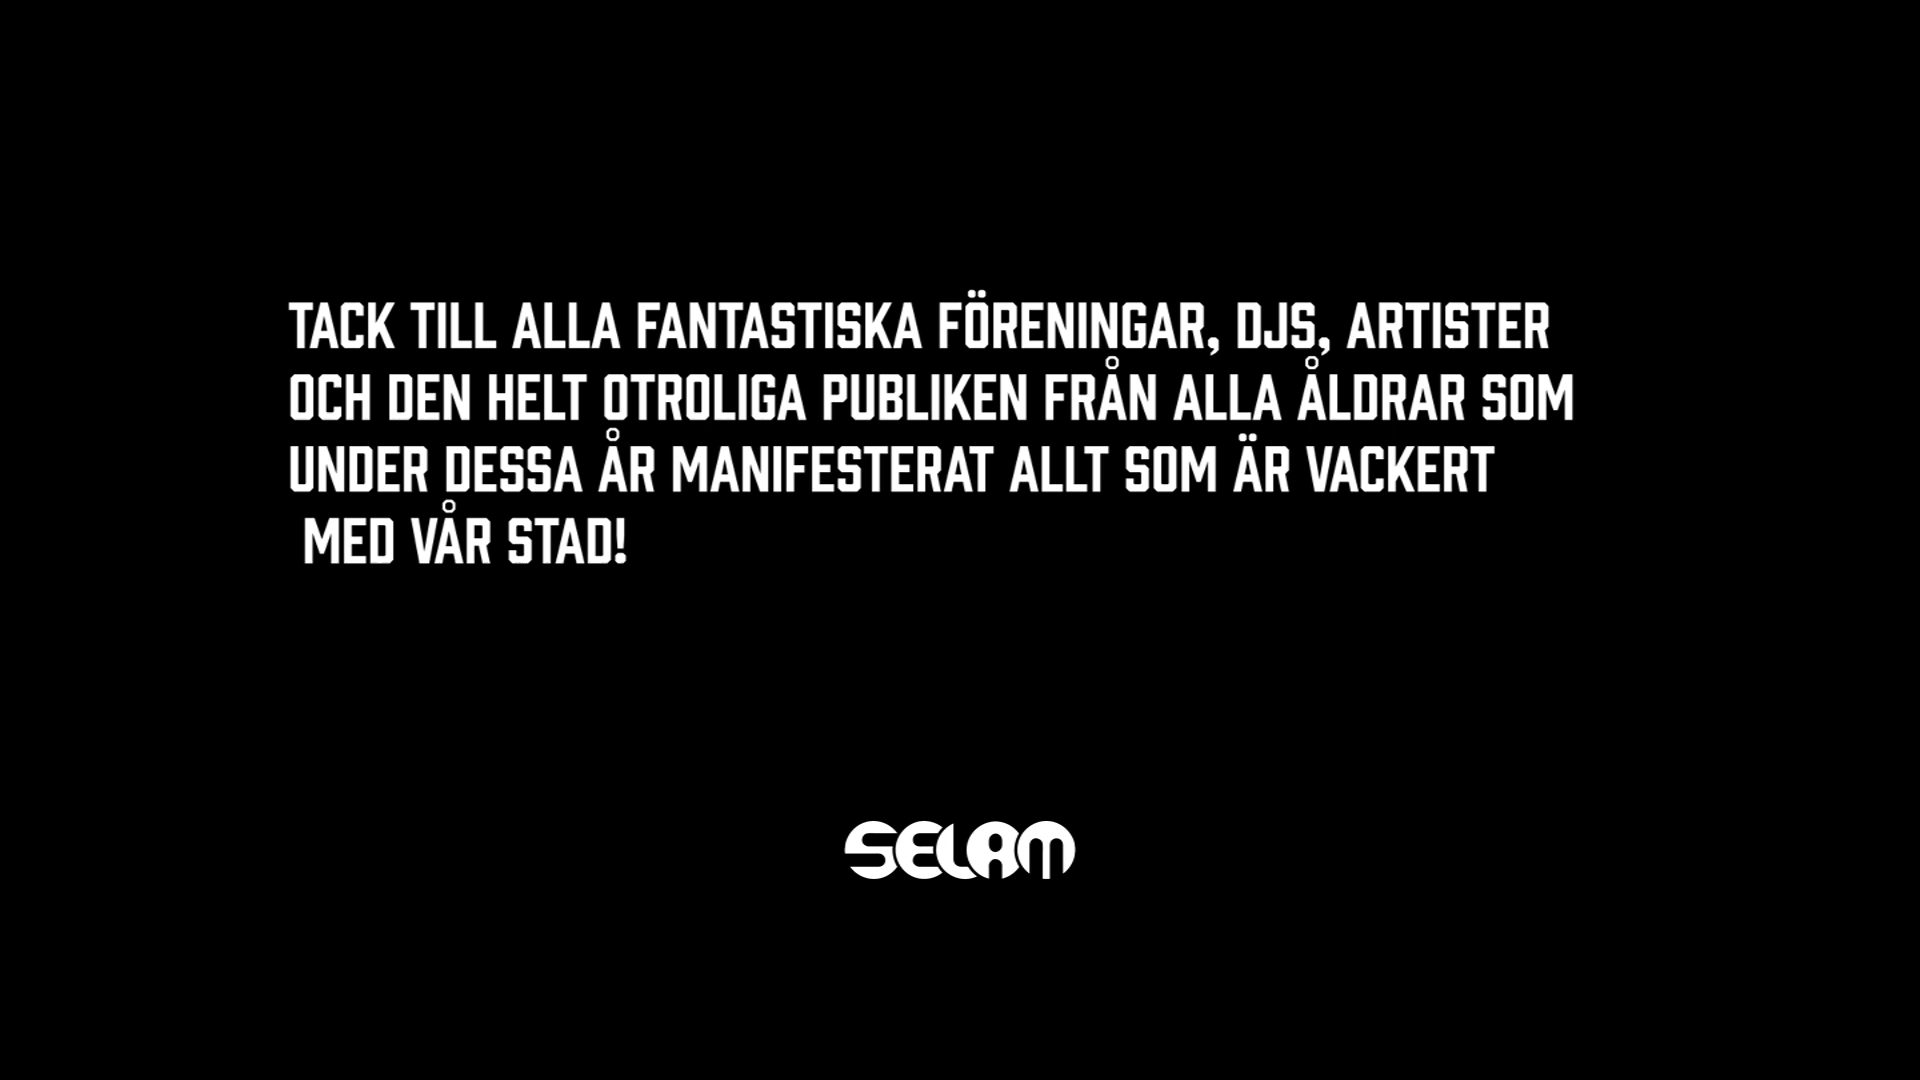 TACK TILL ALLA FANTASTISKA FÖRENINGAR, DJS, ARTISTER
OCH DEN HELT OTROLIGA PUBLIKEN FRÅN ALLA ÅLDRAR SOM
UNDER DESSA ÅR MANIFESTERAT ALLT SOM ÄR VACKERT
MED VÅR STAD!
SELAM